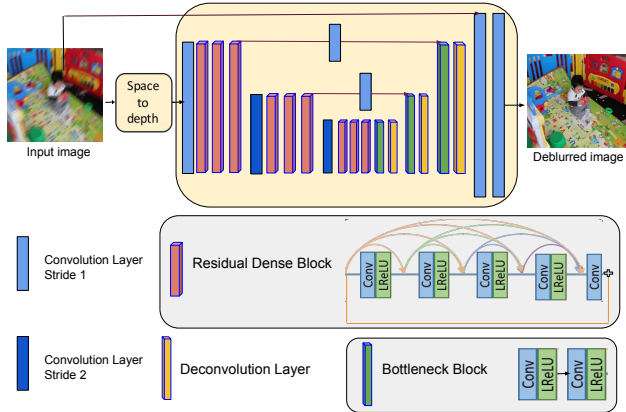 Space
to
depth
Input image
Deblurred image
Convolution Layer
Stride 1
Residual Dense Block
Conv
LReLU
Conv
LReLU
Conv
LReLU
Conv
LReLU
Conv
Convolution Layer
Stride 2
Deconvolution Layer
Bottleneck Block
Conv
LReLU
Conv
LReLU